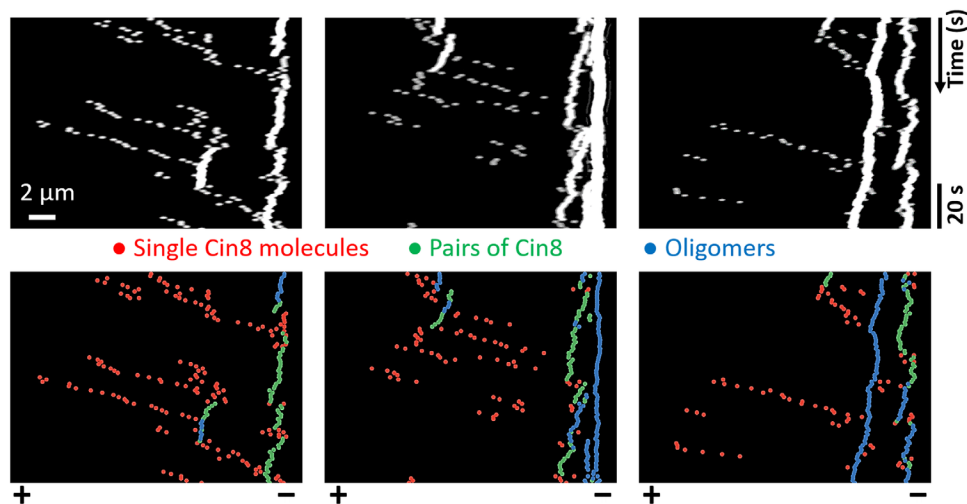 Time (s)
2 μm
20 s
Single Cin8 molecules
Pairs of Cin8
Oligomers
+ − + − + −